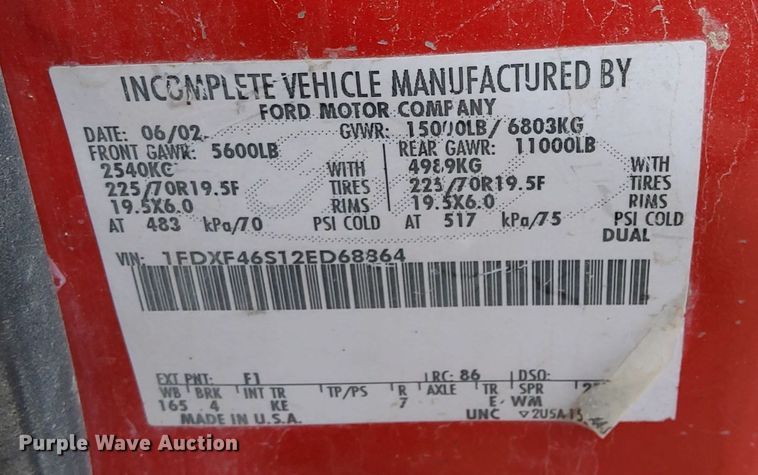 INCOMPLETE VEHICLE MANUFACTURED BY
FORD MOTOR COMPANY
DATE: 06/02 GVWR: 15000LB/ 6803KG
FRONT GAWR: 5600LB REAR GAWR: 11000LB
2540KG WITH 4989KG WITH
225/70R19.5F TIRES 225/70R19.5F TIRES
19.5X6.0 RIMS 19.5X6.0 RIMS
AT 483 kPa/70 PSI COLD AT 517 kPa/75 PSI COLD
DUAL
VIN: 1FDXF46S12ED68864
EXT PNT: F1 RC: 86 DSO:
WB BRK INT TR TP/PS R AXLE TR SPR
165 4 KE 7 E- WM
MADE IN U.S.A. UNC
Purple Wave Auction